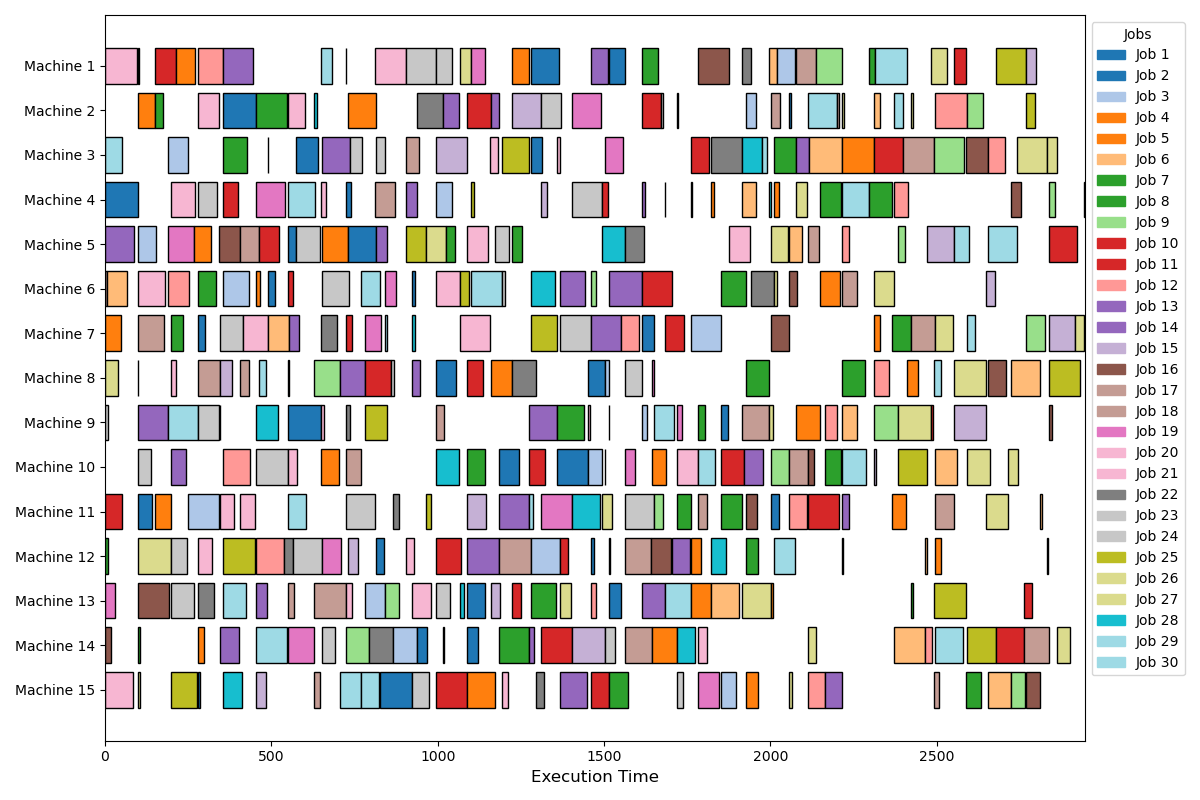 Machine 1
Machine 2
Machine 3
Machine 4
Machine 5
Machine 6
Machine 7
Machine 8
Machine 9
Machine 10
Machine 11
Machine 12
Machine 13
Machine 14
Machine 15
0 500 1000 1500 2000 2500
Execution Time
Jobs
Job 1
Job 2
Job 3
Job 4
Job 5
Job 6
Job 7
Job 8
Job 9
Job 10
Job 11
Job 12
Job 13
Job 14
Job 15
Job 16
Job 17
Job 18
Job 19
Job 20
Job 21
Job 22
Job 23
Job 24
Job 25
Job 26
Job 27
Job 28
Job 29
Job 30